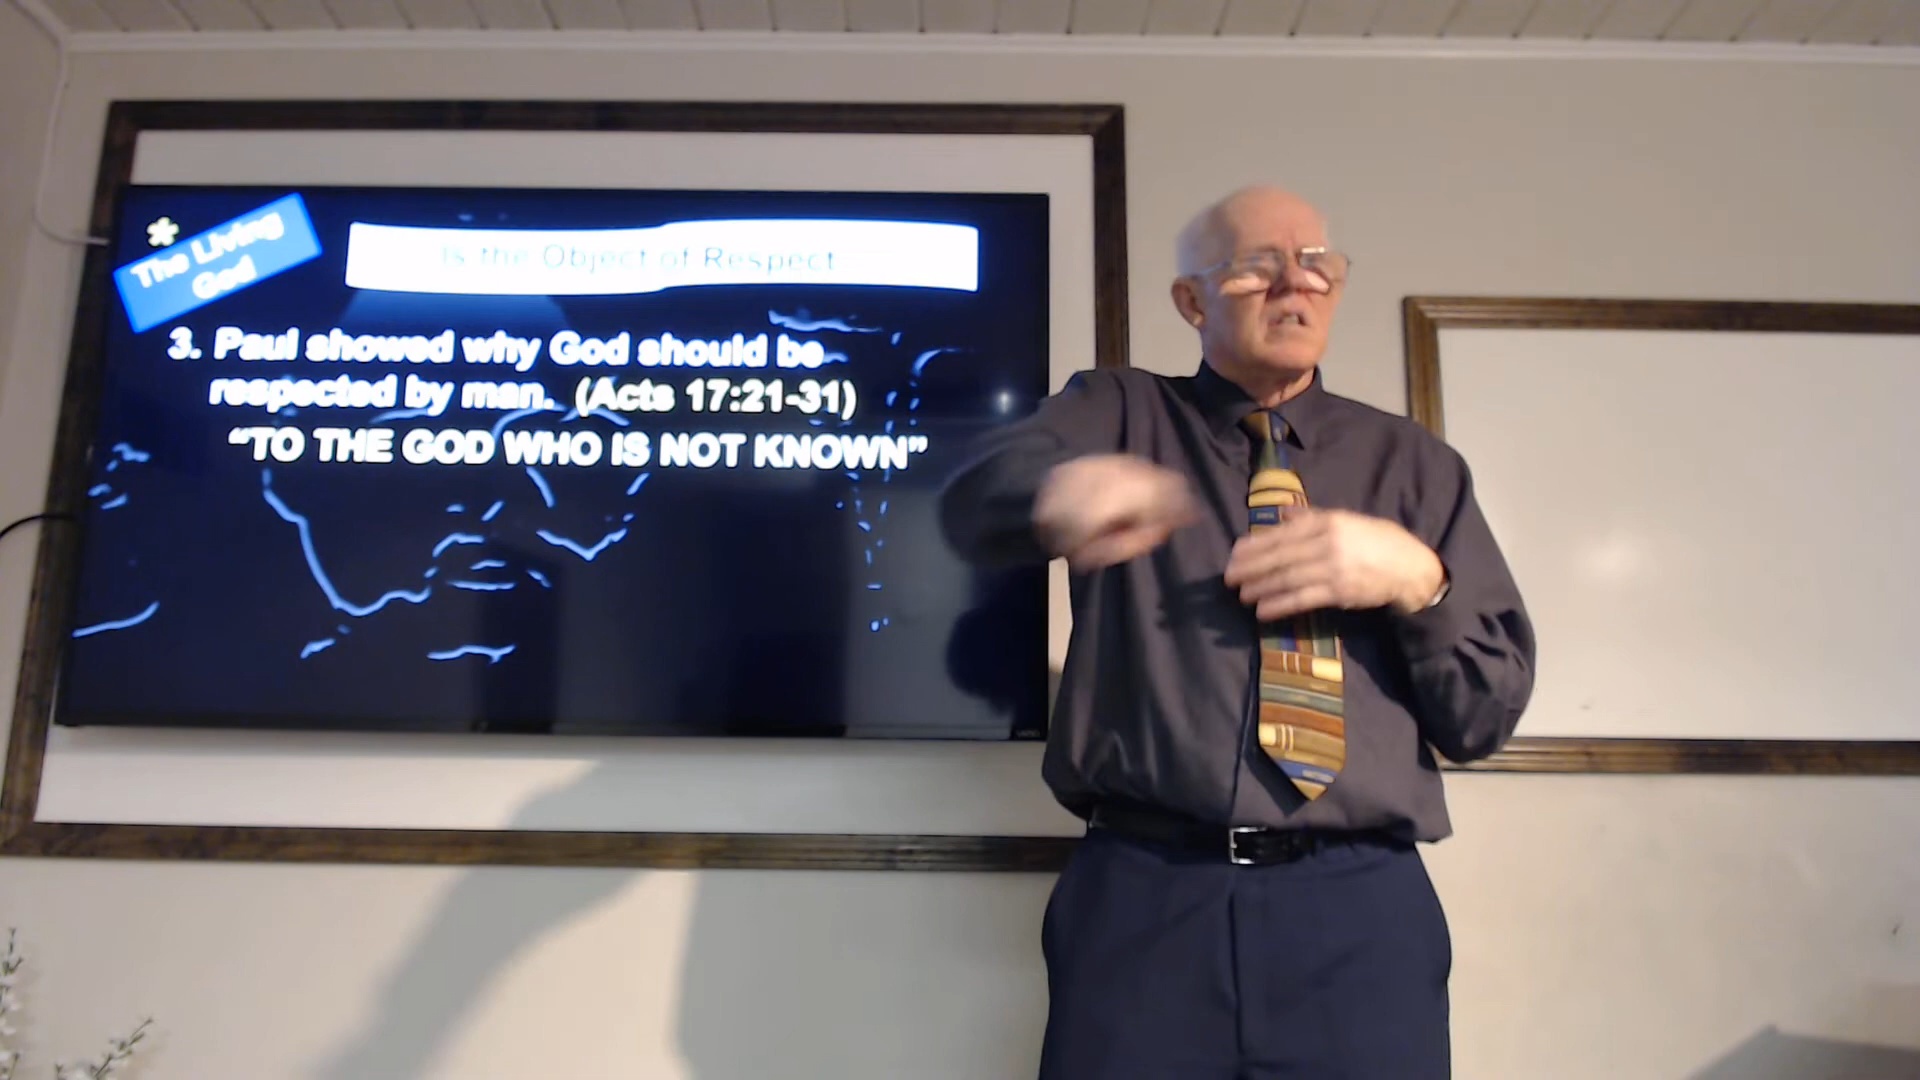 *
The Living
God
Is the Object of Respect
3. Paul showed why God should be
respected by man. (Acts 17:21-31)
“TO THE GOD WHO IS NOT KNOWN”